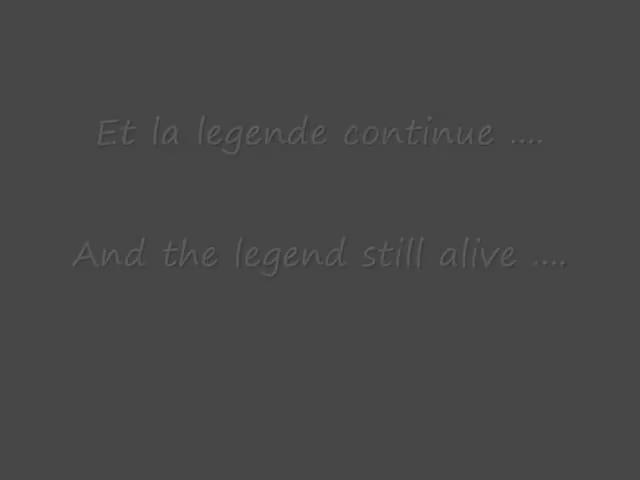 Et la legende continue ....
And the legend still alive ....